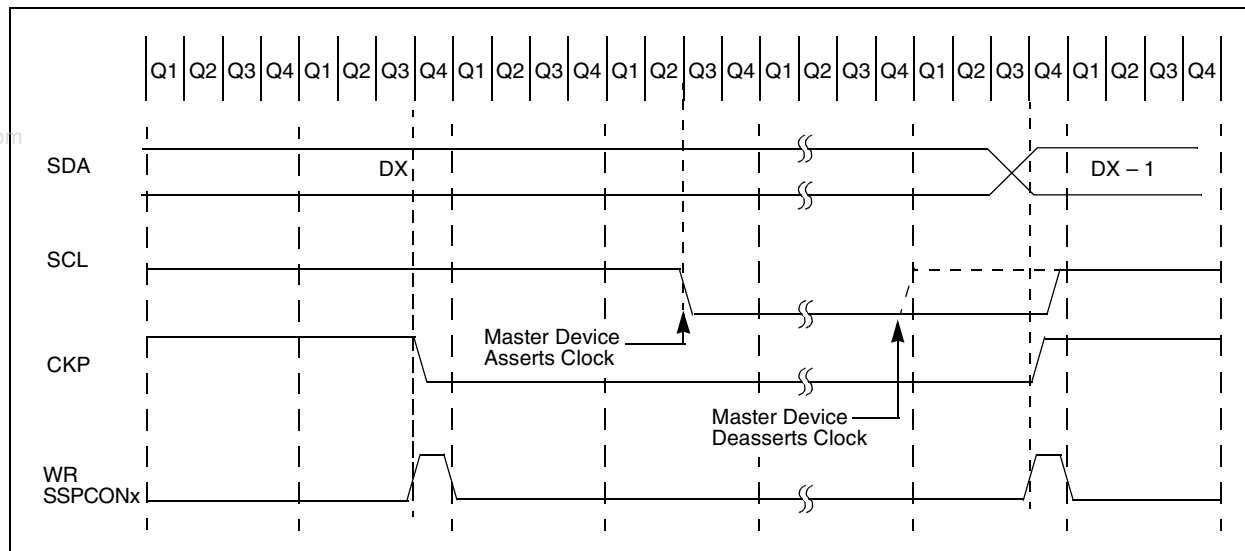 Q1 Q2 Q3 Q4 Q1 Q2 Q3 Q4 Q1 Q2 Q3 Q4 Q1 Q2 Q3 Q4 Q1 Q2 Q3 Q4 Q1 Q2 Q3 Q4 Q1 Q2 Q3 Q4
om
SDA
DX
DX – 1
SCL
Master Device
Asserts Clock
CKP
Master Device
Deasserts Clock
WR
SSPCONx